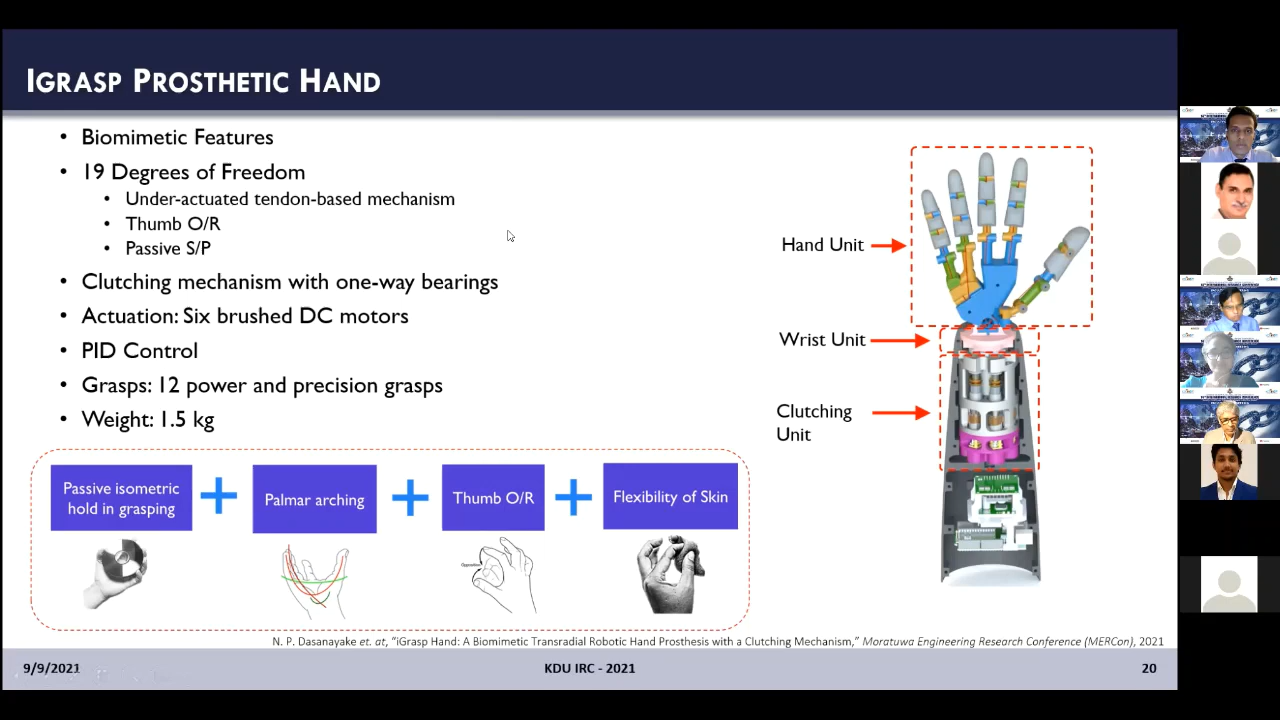 IGRASP PROSTHETIC HAND
• Biomimetic Features
• 19 Degrees of Freedom
• Under-actuated tendon-based mechanism
• Thumb O/R
• Passive S/P
• Clutching mechanism with one-way bearings
• Actuation: Six brushed DC motors
• PID Control
• Grasps: 12 power and precision grasps
• Weight: 1.5 kg
Hand Unit
Wrist Unit
Clutching
Unit
Passive isometric
hold in grasping
Palmar arching
Thumb O/R
Flexibility of Skin
N. P. Dasanayake et. at, “iGrasp Hand: A Biomimetic Transradial Robotic Hand Prosthesis with a Clutching Mechanism,” Moratuwa Engineering Research Conference (MERCon), 2021
9/9/2021
KDU IRC - 2021
20